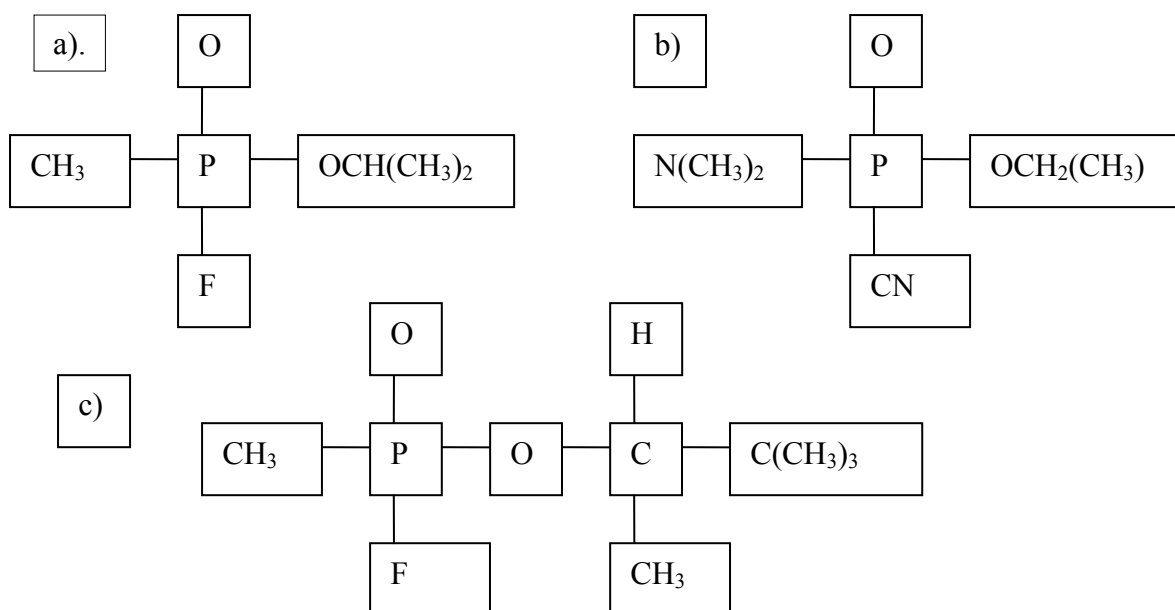 a).
O
b)
O
CH₃
P
OCH(CH₃)₂
N(CH₃)₂
P
OCH₂(CH₃)
F
CN
O
H
c)
CH₃
P
O
C
C(CH₃)₃
F
CH₃